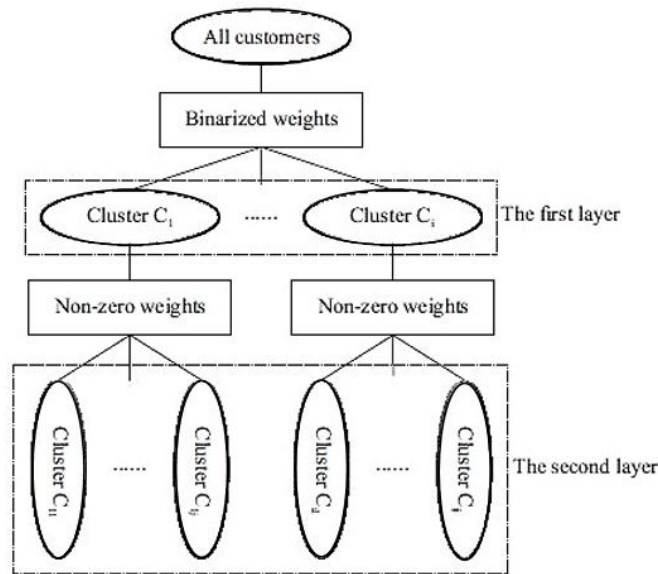 All customers
Binarized weights
Cluster C₁
......
Cluster Cᵢ
The first layer
Non-zero weights
Non-zero weights
Cluster C₁₁
......
Cluster C₁ⱼ
Cluster Cᵢ₁
......
Cluster Cᵢⱼ
The second layer